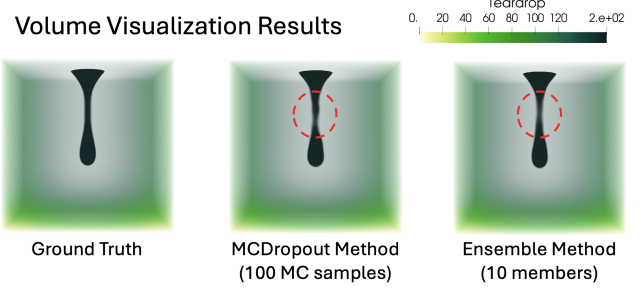 Teardrop
Volume Visualization Results
0. 20 40 60 80 100 120 2.e+02
Ground Truth
MCDropout Method
(100 MC samples)
Ensemble Method
(10 members)